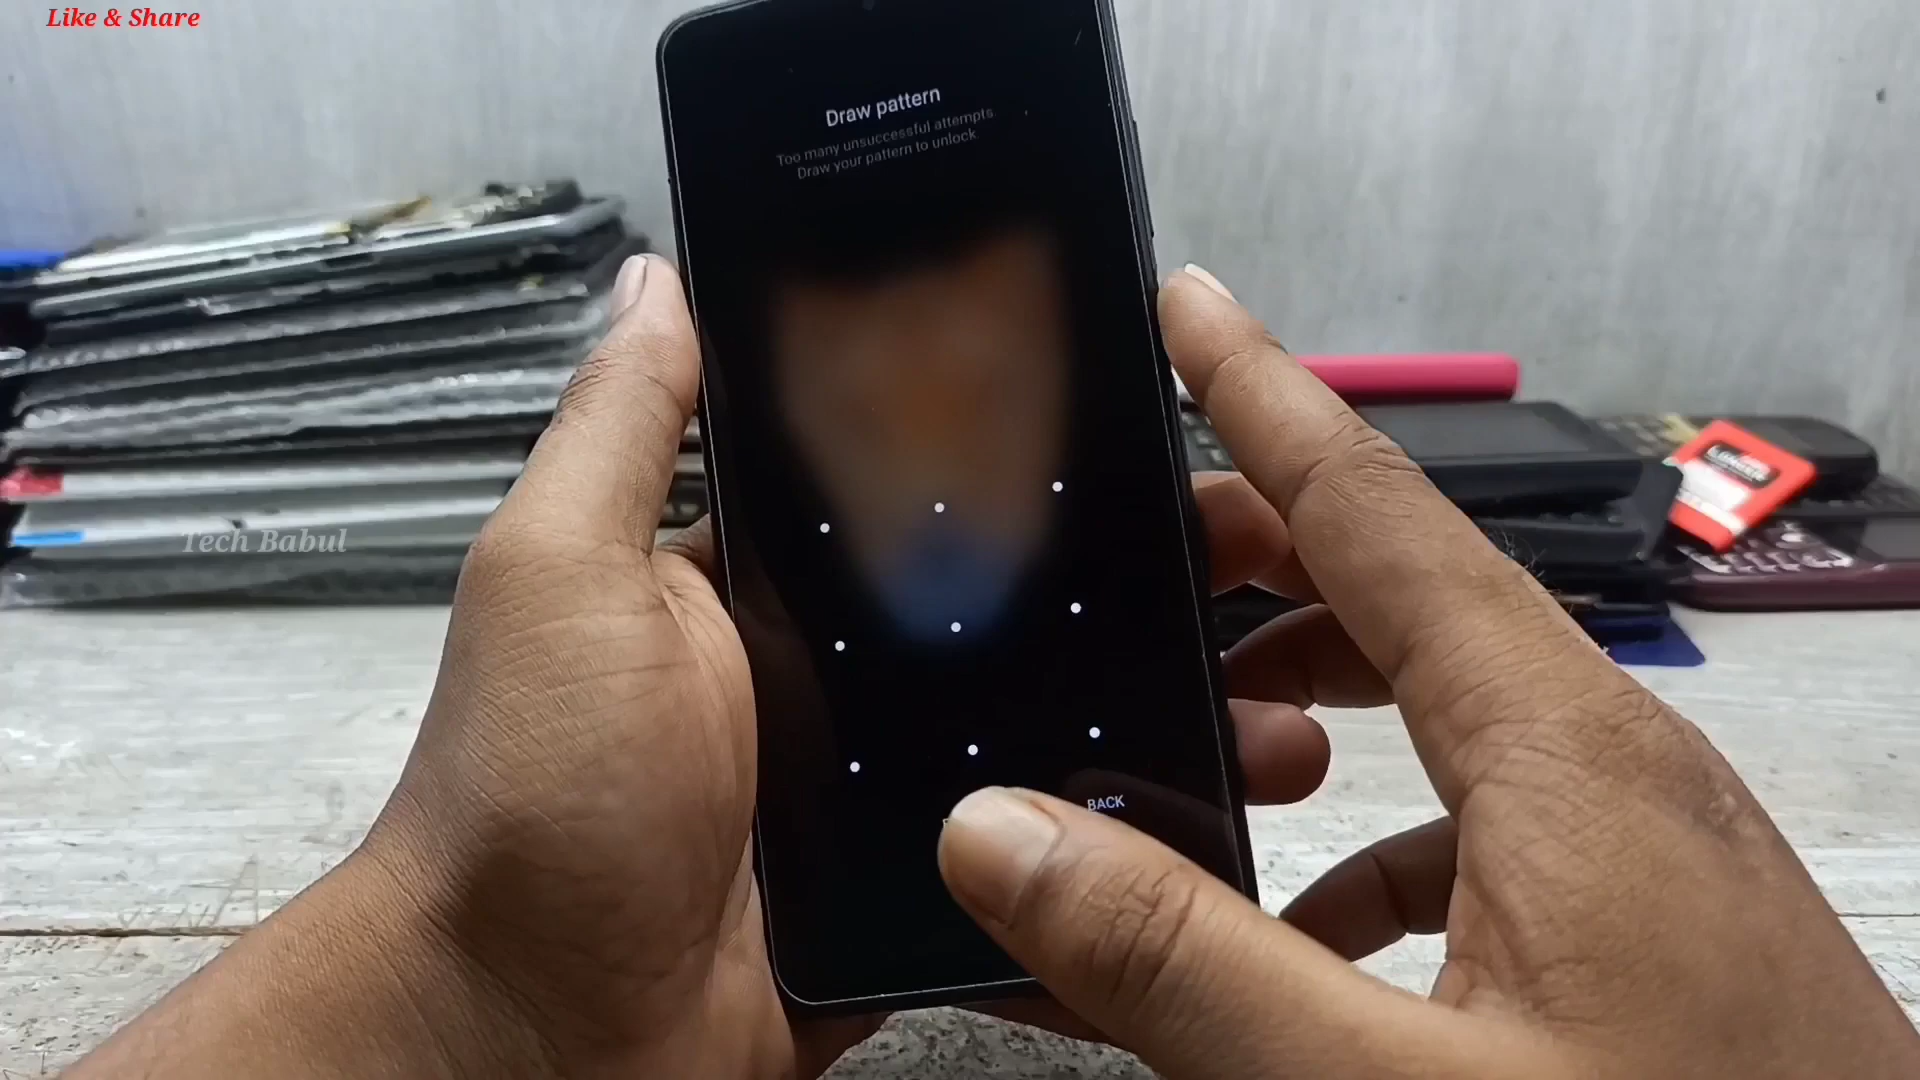 Like & Share
Draw pattern
Too many unsuccessful attempts.
Draw your pattern to unlock.
Tech Babul
BACK